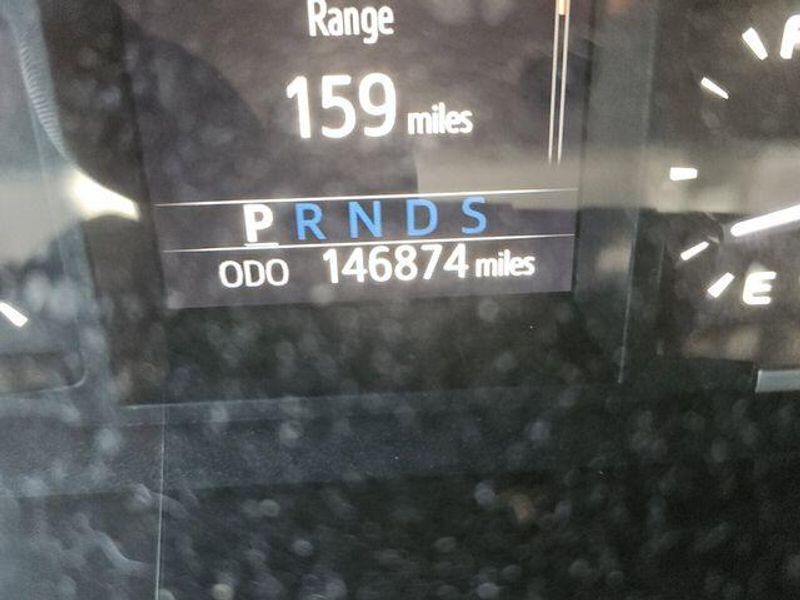 Range
159 miles
P R N D S
ODO 146874 miles
E